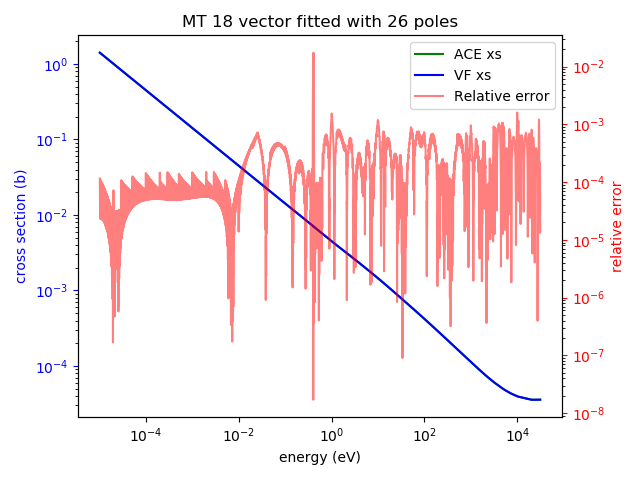 MT 18 vector fitted with 26 poles
ACE xs
VF xs
Relative error
cross section (b)
10^0
10^-1
10^-2
10^-3
10^-4
relative error
10^-2
10^-3
10^-4
10^-5
10^-6
10^-7
10^-8
10^-4
10^-2
10^0
10^2
10^4
energy (eV)